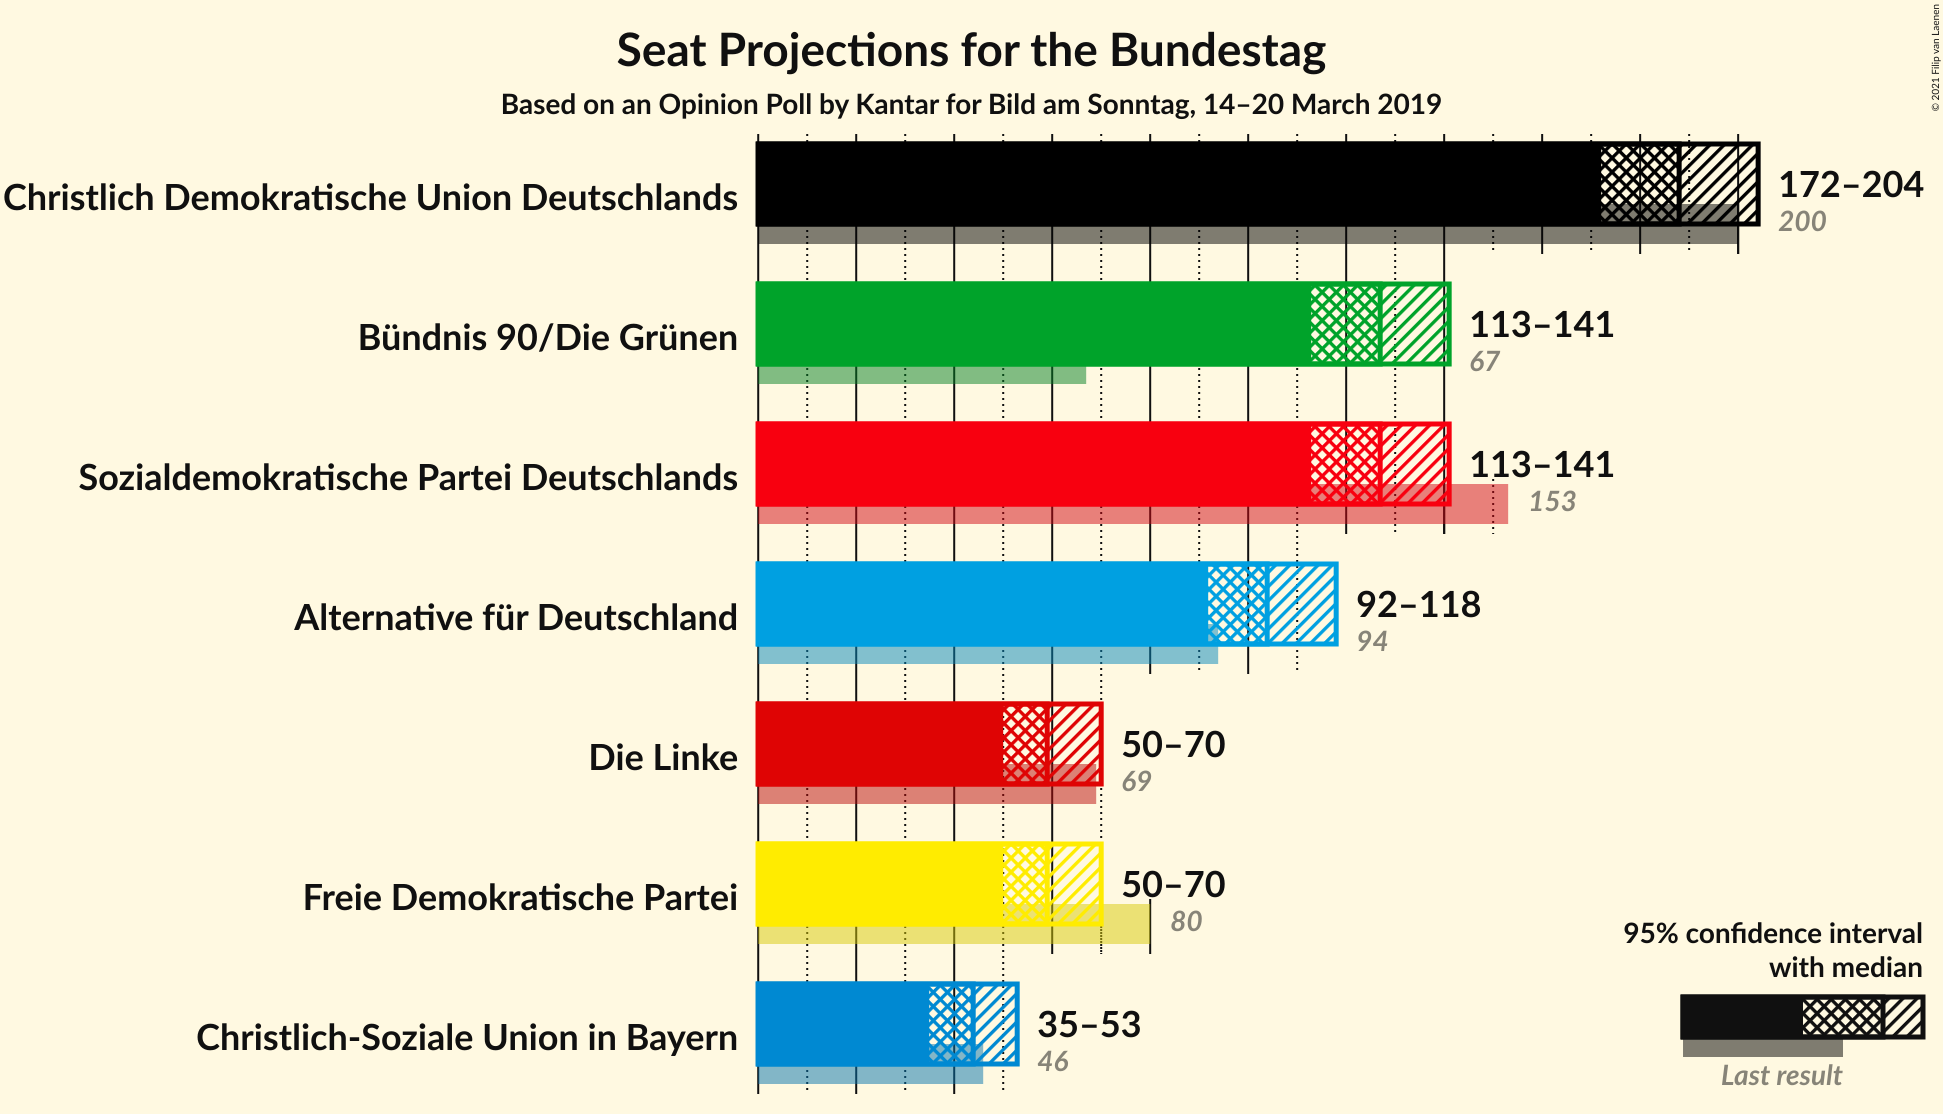 Seat Projections for the Bundestag
Based on an Opinion Poll by Kantar for Bild am Sonntag, 14–20 March 2019
© 2021 Filip van Laenen
Christlich Demokratische Union Deutschlands
172–204
200
Bündnis 90/Die Grünen
113–141
67
Sozialdemokratische Partei Deutschlands
113–141
153
Alternative für Deutschland
92–118
94
Die Linke
50–70
69
Freie Demokratische Partei
50–70
80
Christlich-Soziale Union in Bayern
35–53
46
95% confidence interval
with median
Last result